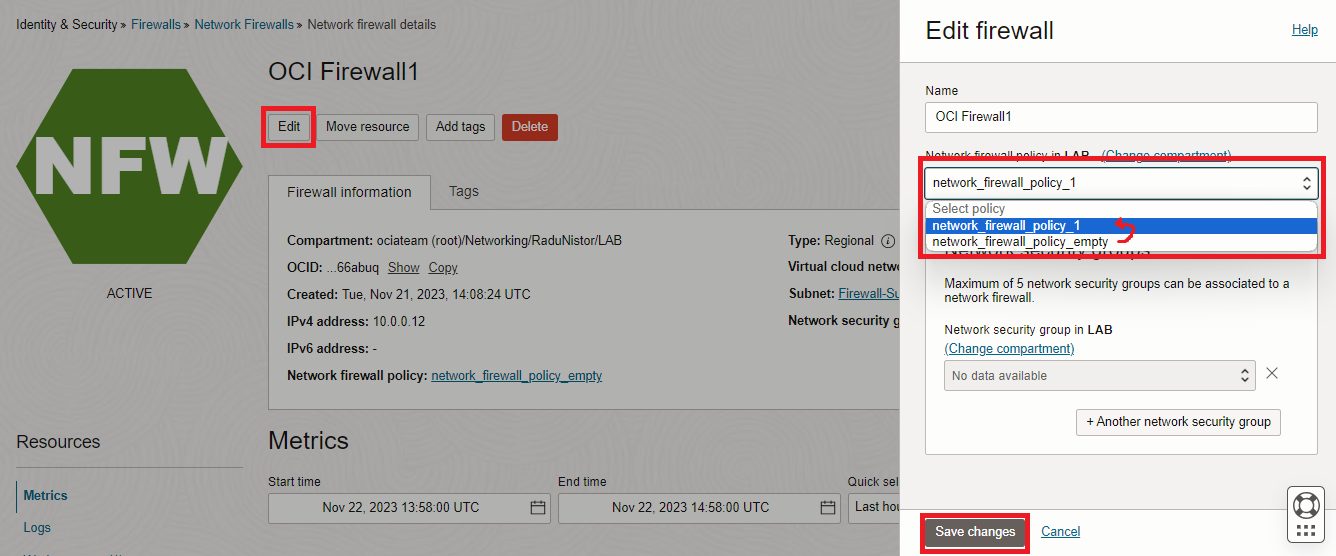 Identity & Security » Firewalls » Network Firewalls » Network firewall details
NFW
ACTIVE
OCI Firewall1
Edit Move resource Add tags Delete
Firewall information Tags
Compartment: ociateam (root)/Networking/RaduNistor/LAB
OCID: ...66abuq Show Copy
Created: Tue, Nov 21, 2023, 14:08:24 UTC
IPv4 address: 10.0.0.12
IPv6 address: -
Network firewall policy: network_firewall_policy_empty
Type: Regional
Virtual cloud netwo
Subnet: Firewall-Su
Network security g
Resources
Metrics
Logs
Metrics
Start time End time Quick sel
Nov 22, 2023 13:58:00 UTC Nov 22, 2023 14:58:00 UTC Last hou
Edit firewall Help
Name
OCI Firewall1
Network firewall policy in LAB (Change compartment)
network_firewall_policy_1
Select policy
network_firewall_policy_1
network_firewall_policy_empty
Network security groups
Maximum of 5 network security groups can be associated to a
network firewall.
Network security group in LAB
(Change compartment)
No data available
+ Another network security group
Save changes Cancel